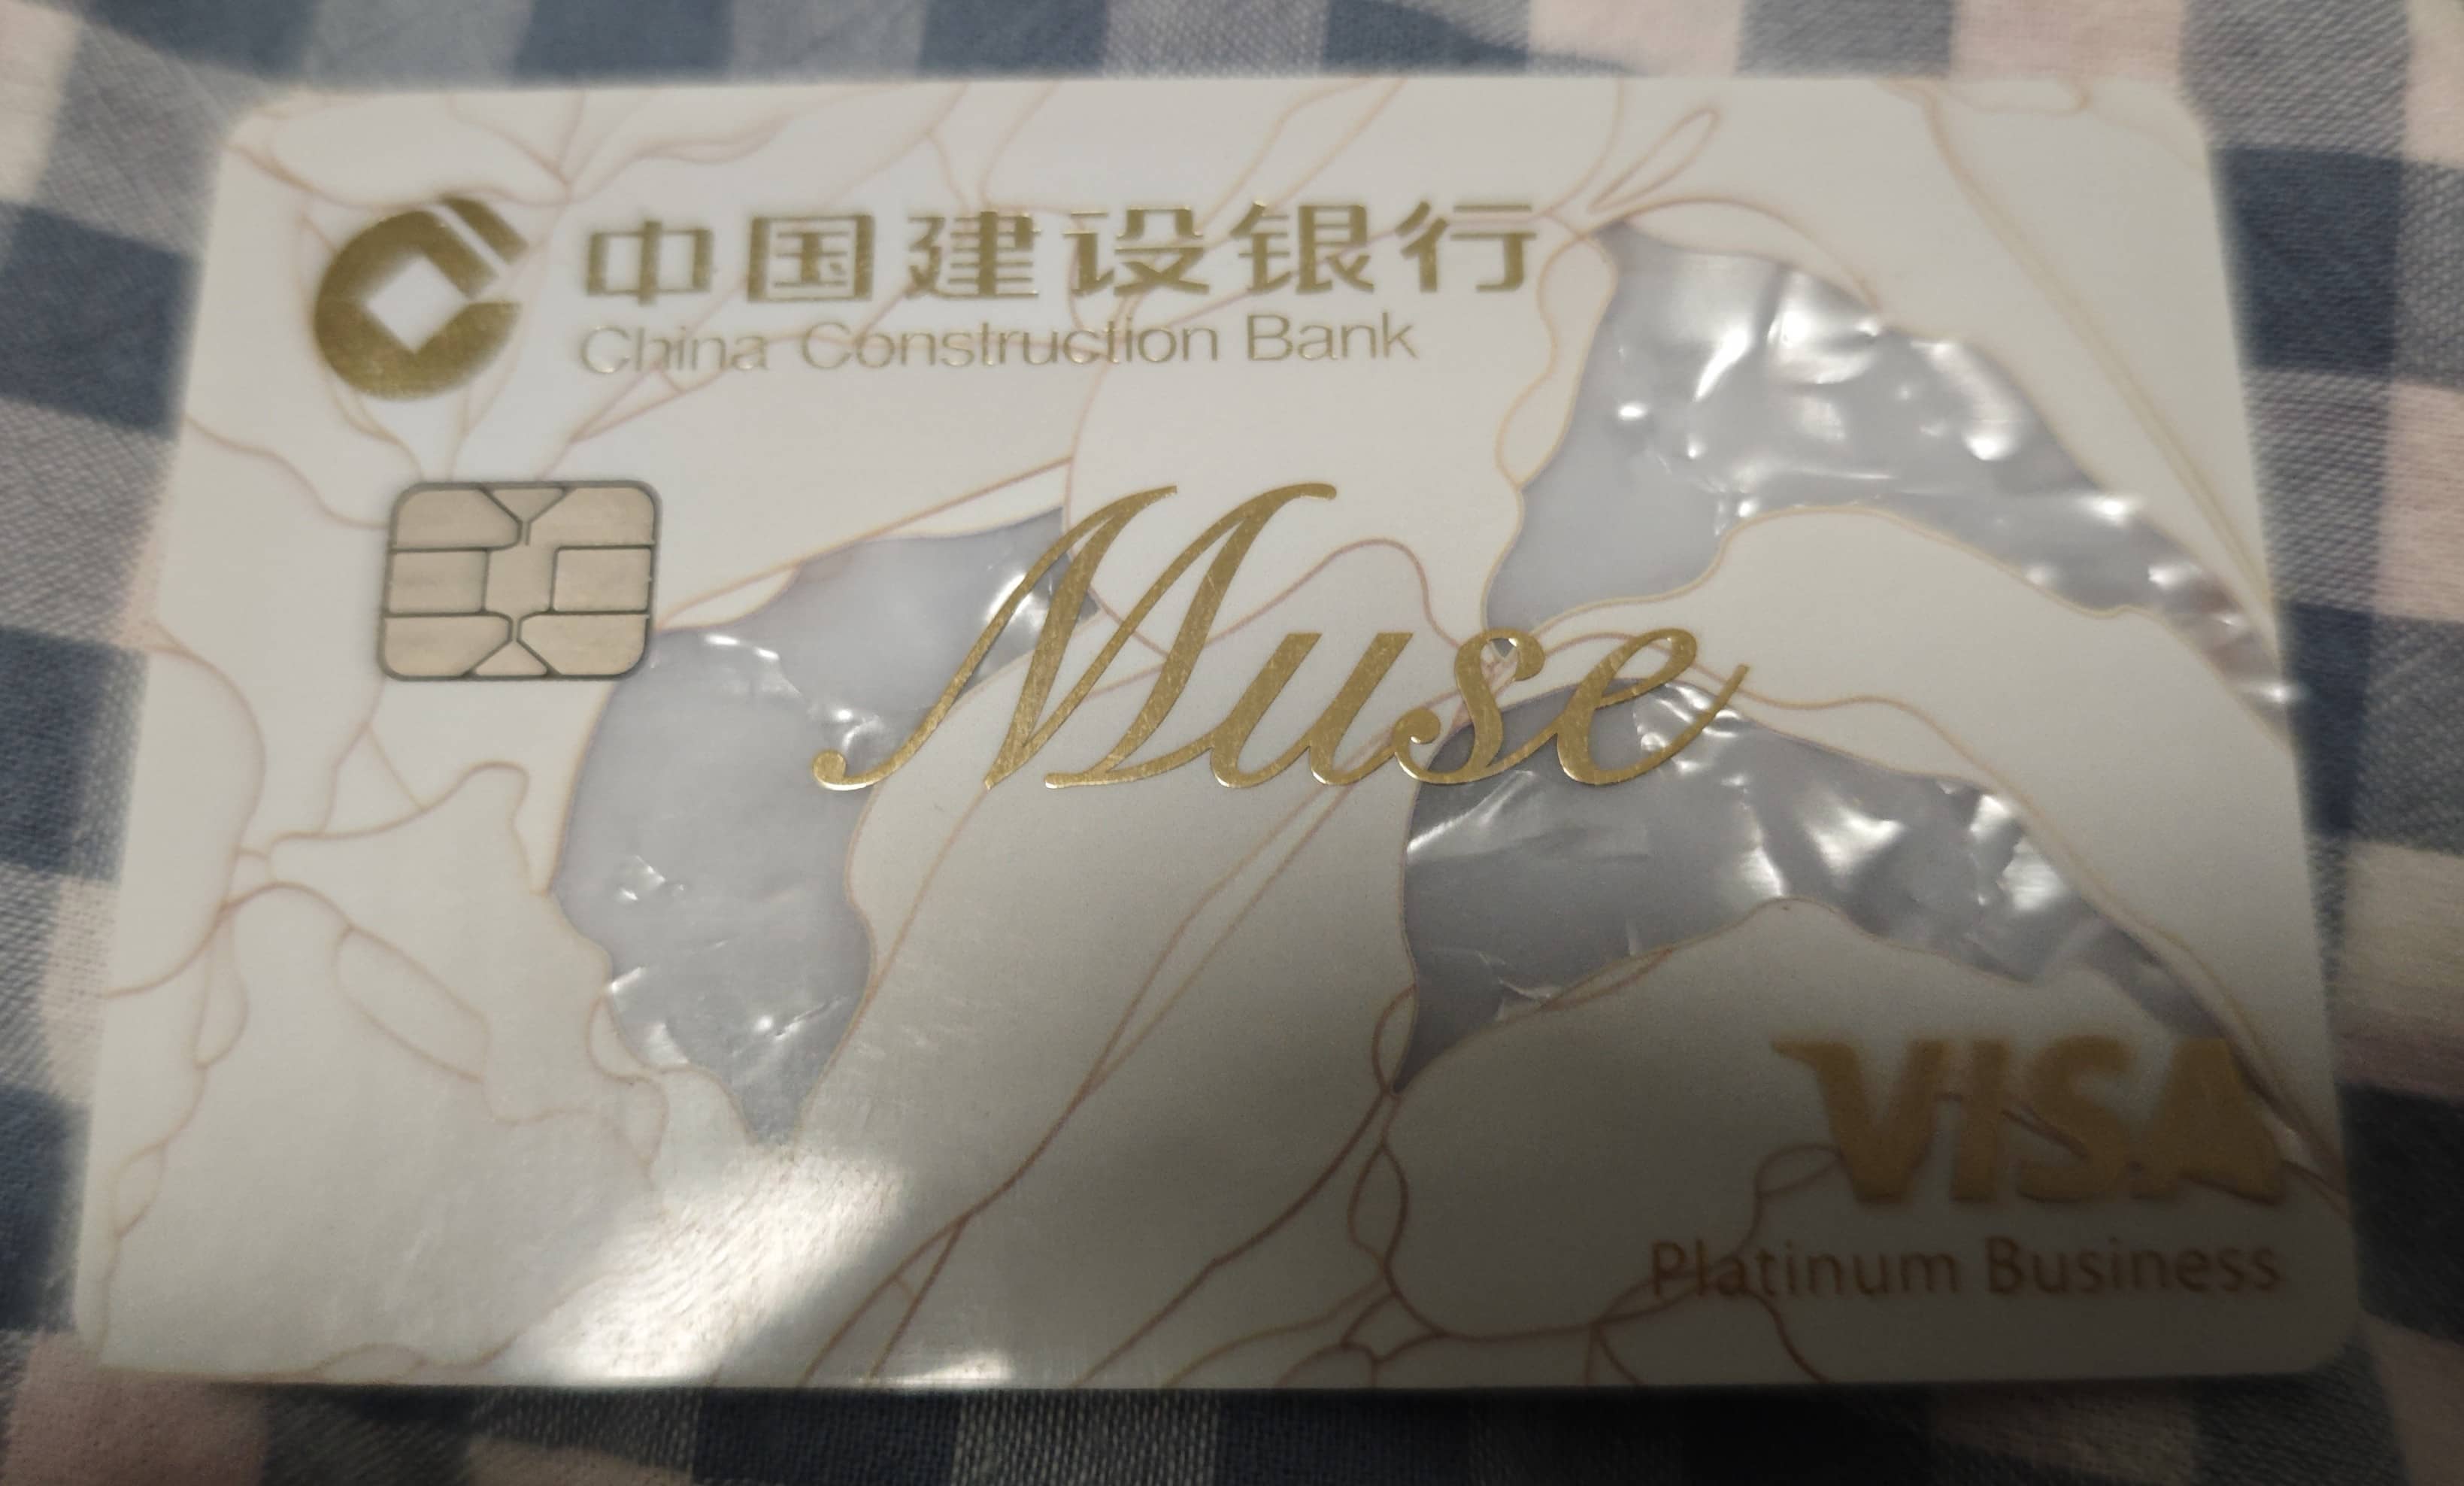 中国建设银行
China Construction Bank
Muse
VISA
Platinum Business